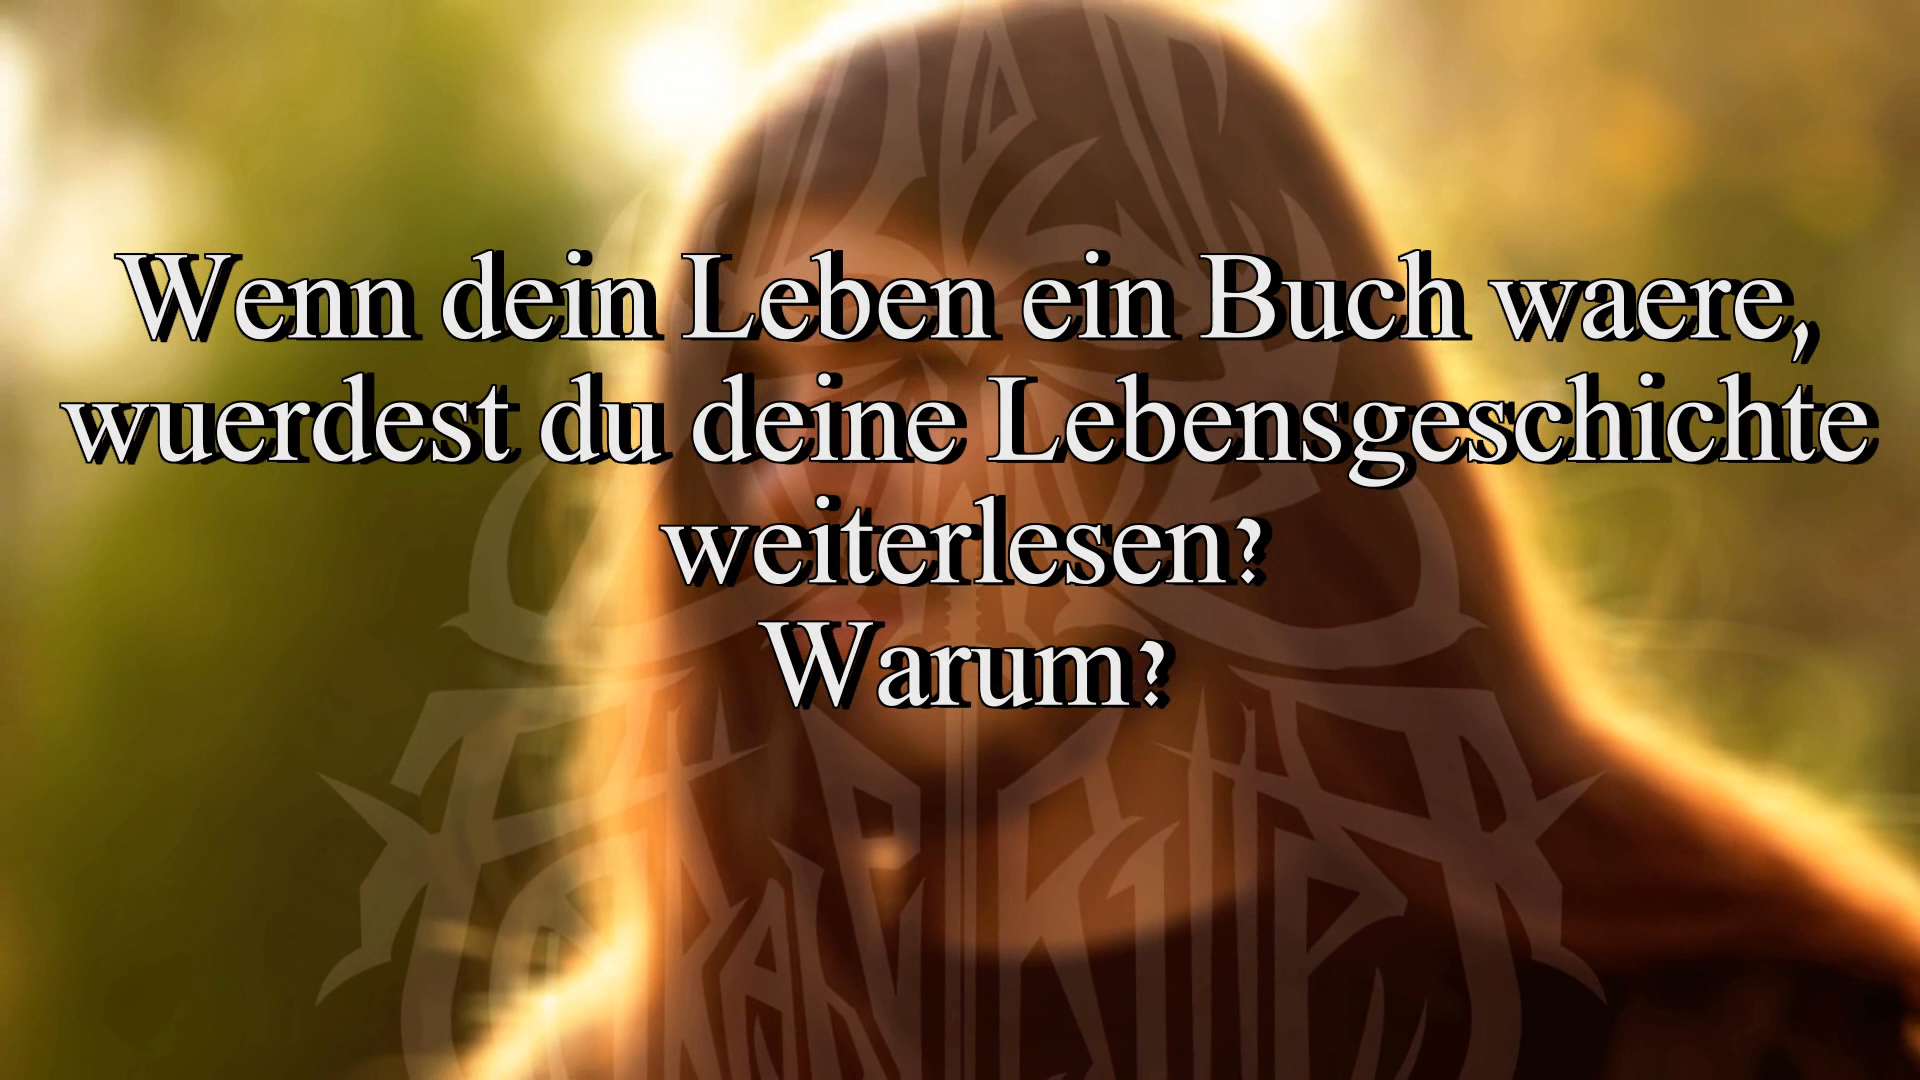 Wenn dein Leben ein Buch waere,
wuerdest du deine Lebensgeschichte
weiterlesen?
Warum?